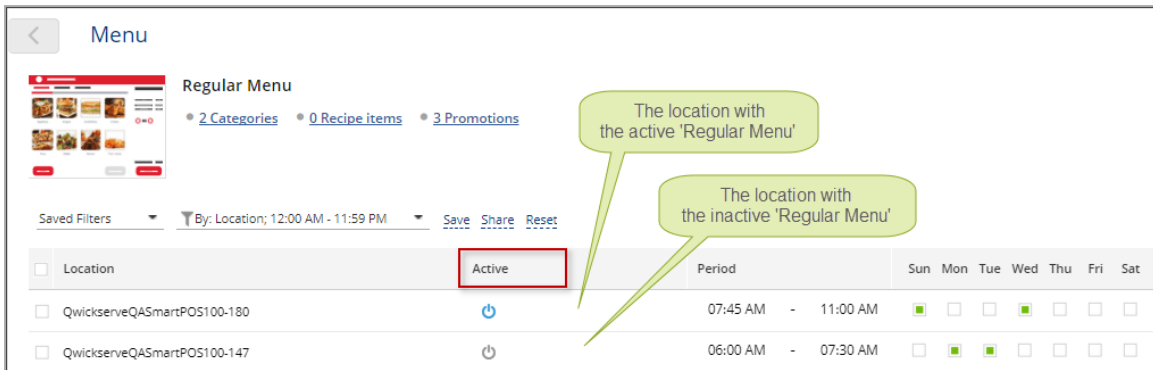 Menu
Regular Menu
2 Categories 0 Recipe items 3 Promotions
The location with
the active 'Regular Menu'
The location with
the inactive 'Regular Menu'
Saved Filters By: Location; 12:00 AM - 11:59 PM Save Share Reset
Location Active Period Sun Mon Tue Wed Thu Fri Sat
QwickserveQASmartPOS100-180 07:45 AM - 11:00 AM
QwickserveQASmartPOS100-147 06:00 AM - 07:30 AM